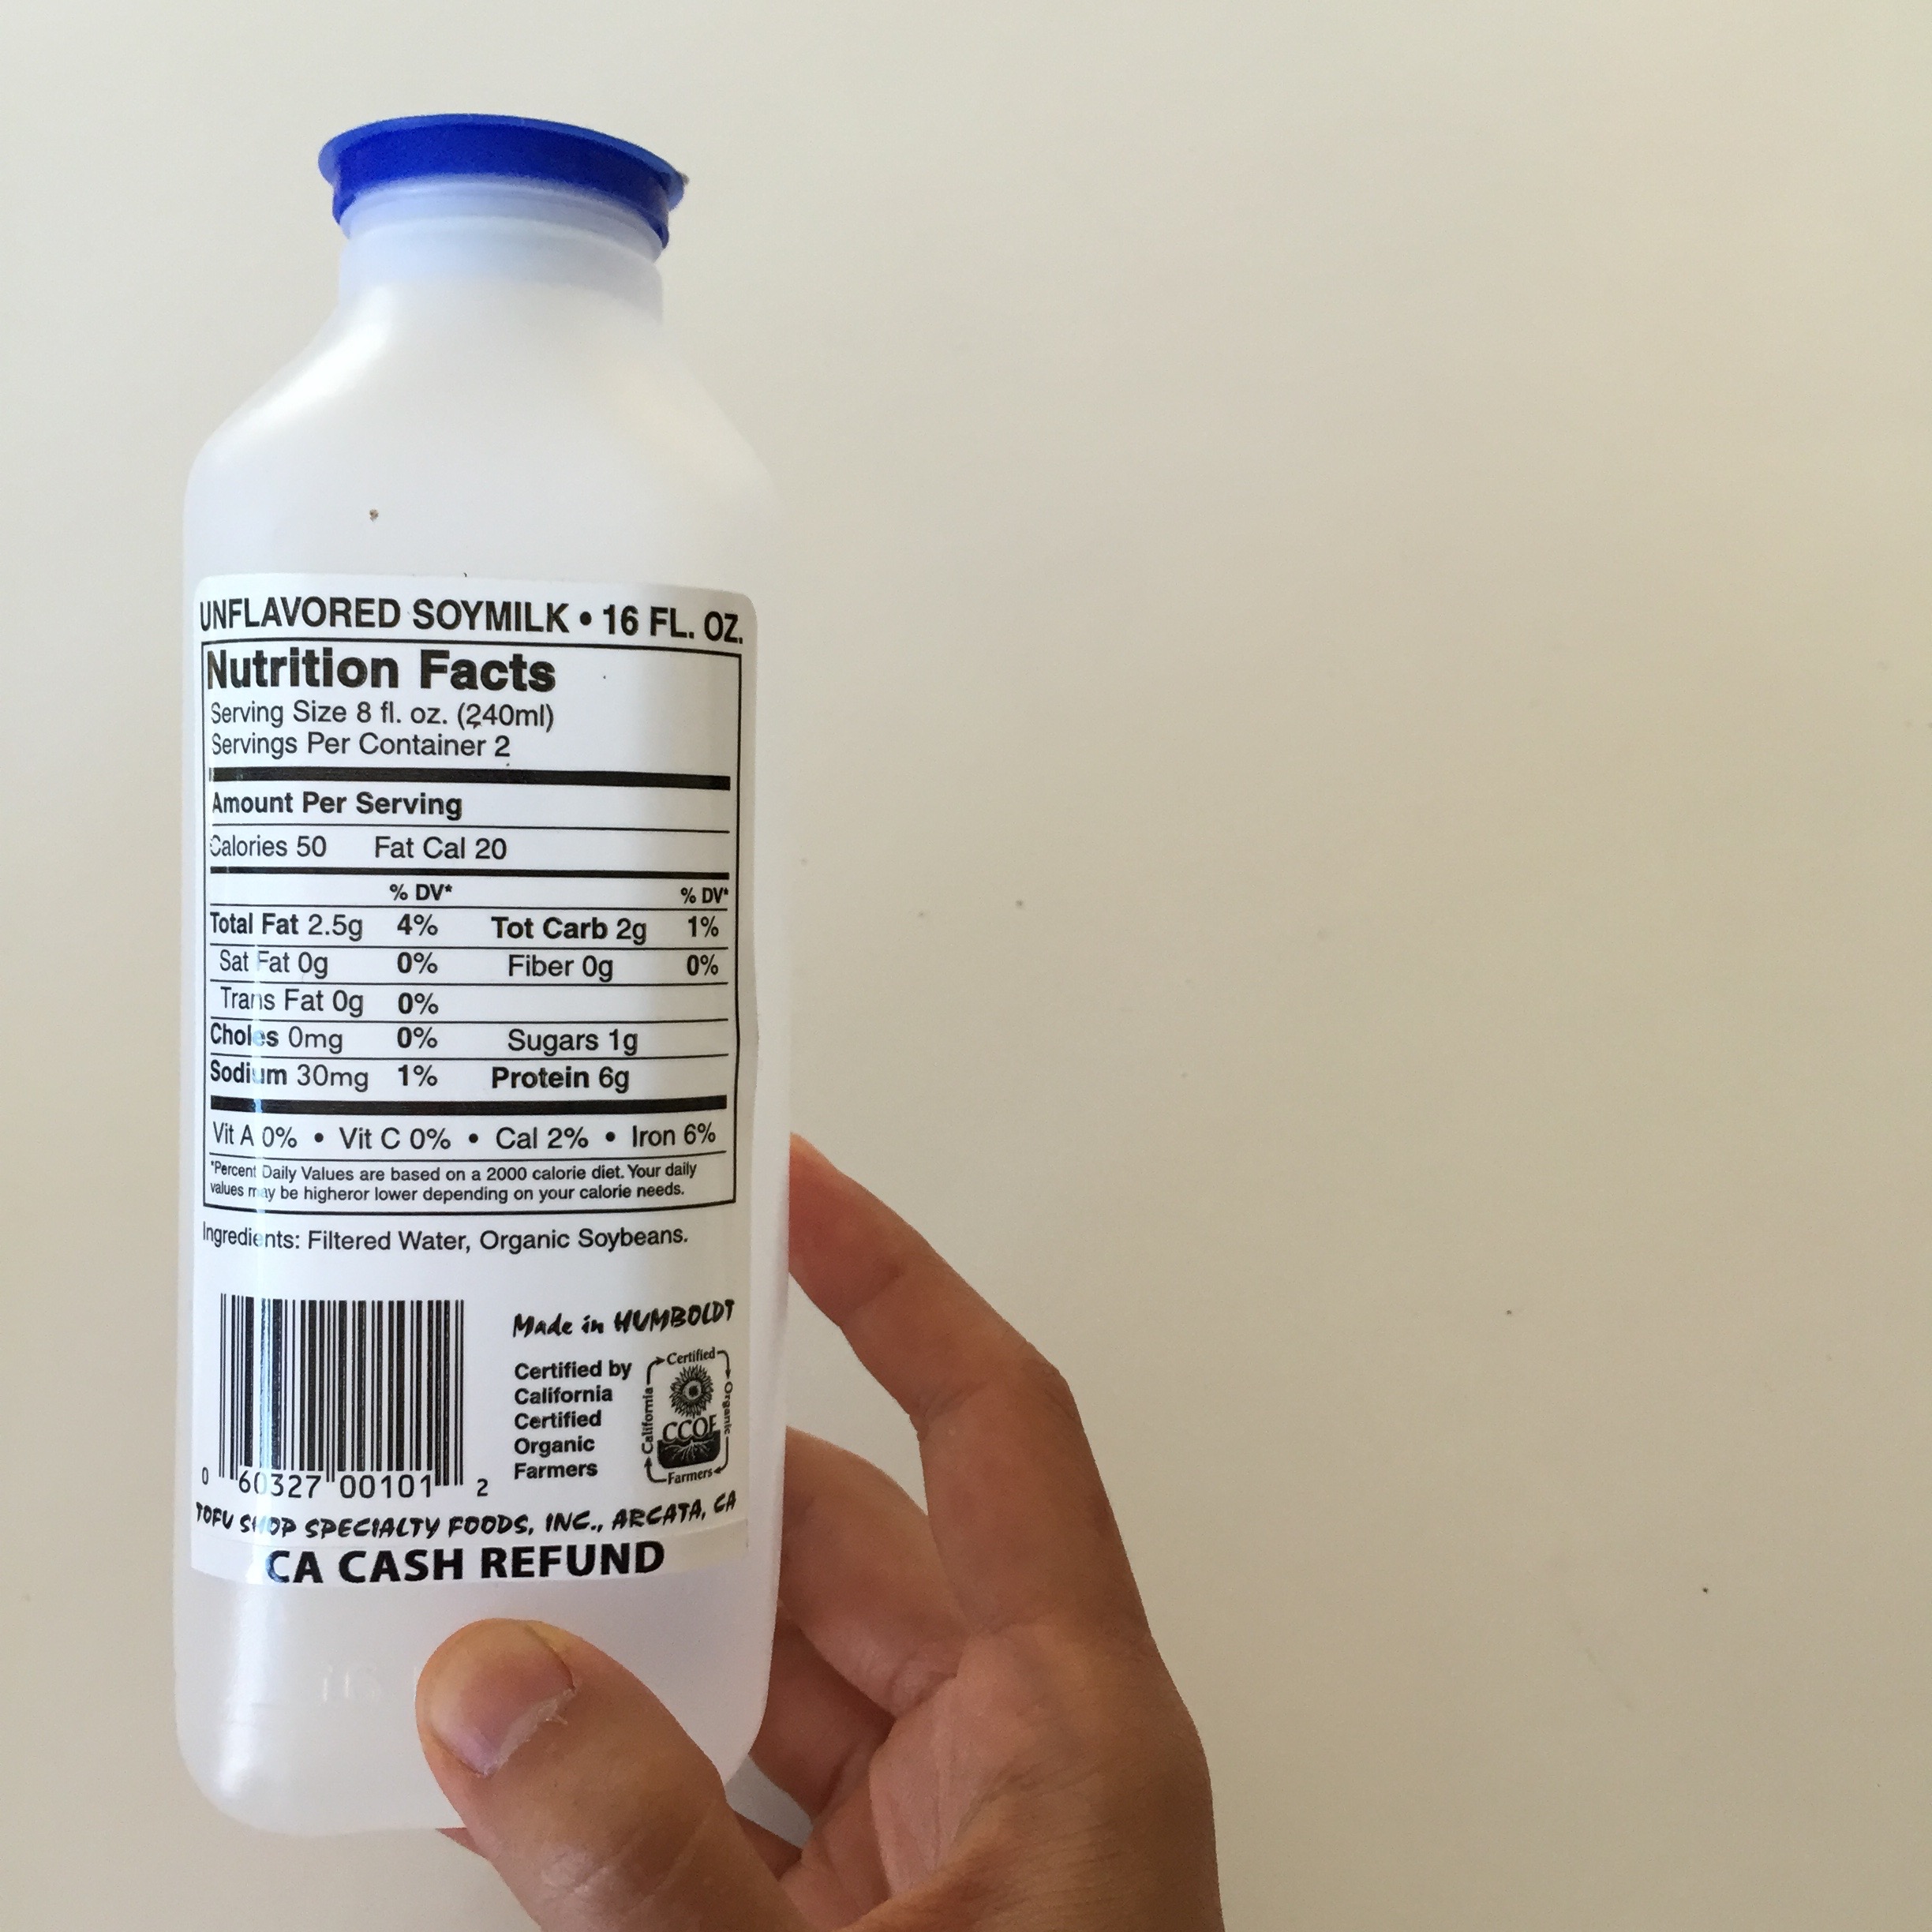 UNFLAVORED SOYMILK • 16 FL. OZ.
Nutrition Facts
Serving Size 8 fl. oz. (240ml)
Servings Per Container 2
Amount Per Serving
Calories 50 Fat Cal 20
% DV* % DV*
Total Fat 2.5g 4% Tot Carb 2g 1%
Sat Fat 0g 0% Fiber 0g 0%
Trans Fat 0g 0%
Choles 0mg 0% Sugars 1g
Sodium 30mg 1% Protein 6g
Vit A 0% • Vit C 0% • Cal 2% • Iron 6%
*Percent Daily Values are based on a 2000 calorie diet. Your daily
values may be higheror lower depending on your calorie needs.
Ingredients: Filtered Water, Organic Soybeans.
Made in HUMBOLDT
Certified by
California
Certified
Organic
Farmers
California
Certified
Organic
Farmers
CCOF
0 60327 00101 2
TOFU SHOP SPECIALTY FOODS, INC., ARCATA, CA
CA CASH REFUND
16